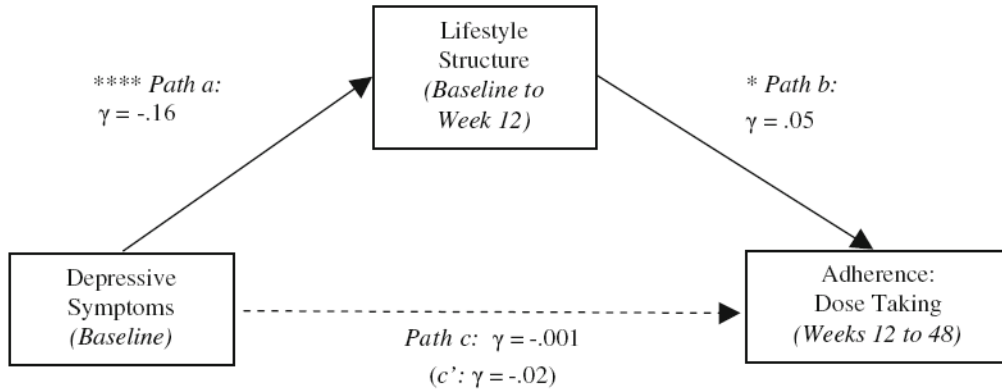 Lifestyle
Structure
(Baseline to
Week 12)
**** Path a:
γ = -.16
* Path b:
γ = .05
Depressive
Symptoms
(Baseline)
Adherence:
Dose Taking
(Weeks 12 to 48)
Path c: γ = -.001
(c’: γ = -.02)